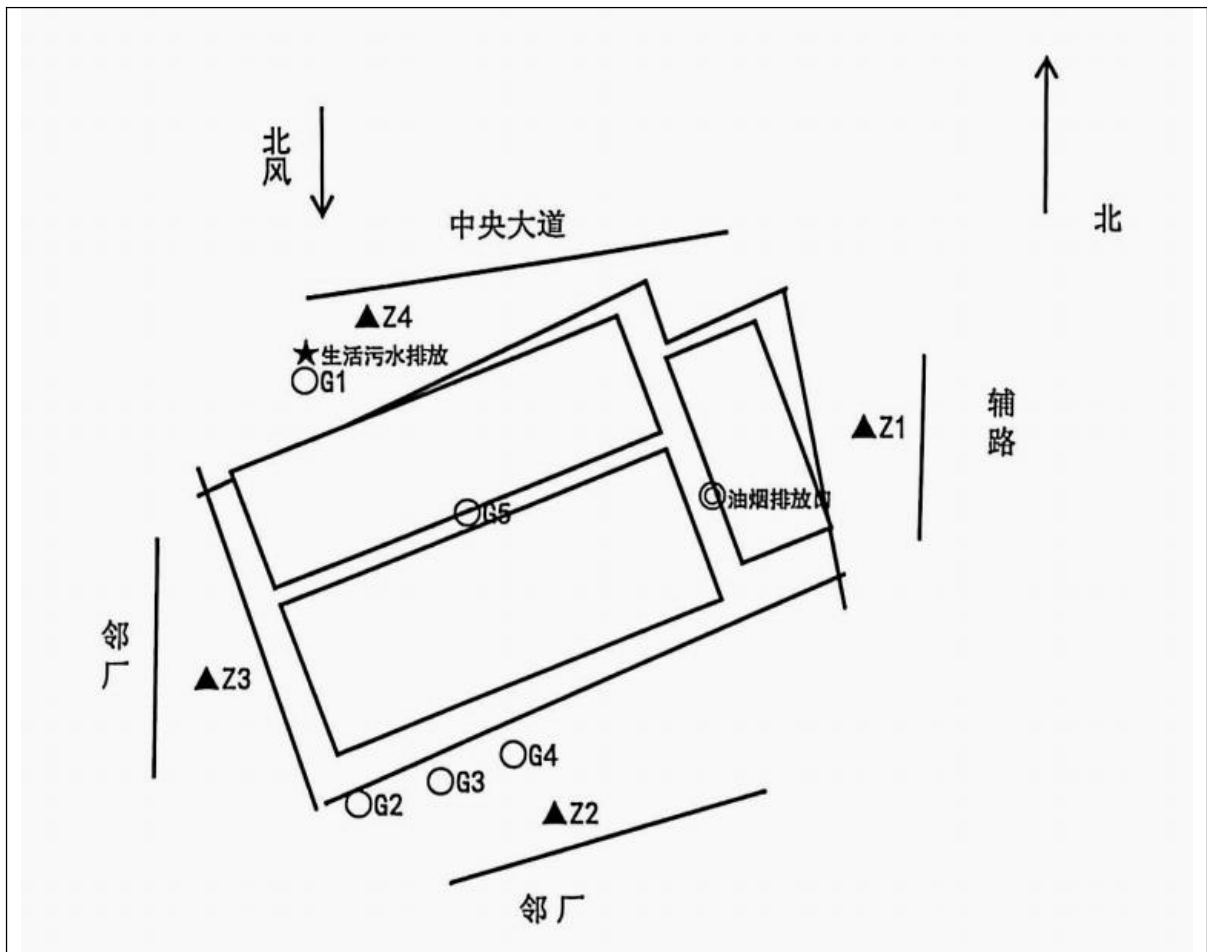 北风
中央大道
北
▲Z4
★生活污水排放
○G1
辅路
▲Z1
◎油烟排放口
○G5
邻厂
▲Z3
○G4
○G3
○G2
▲Z2
邻厂